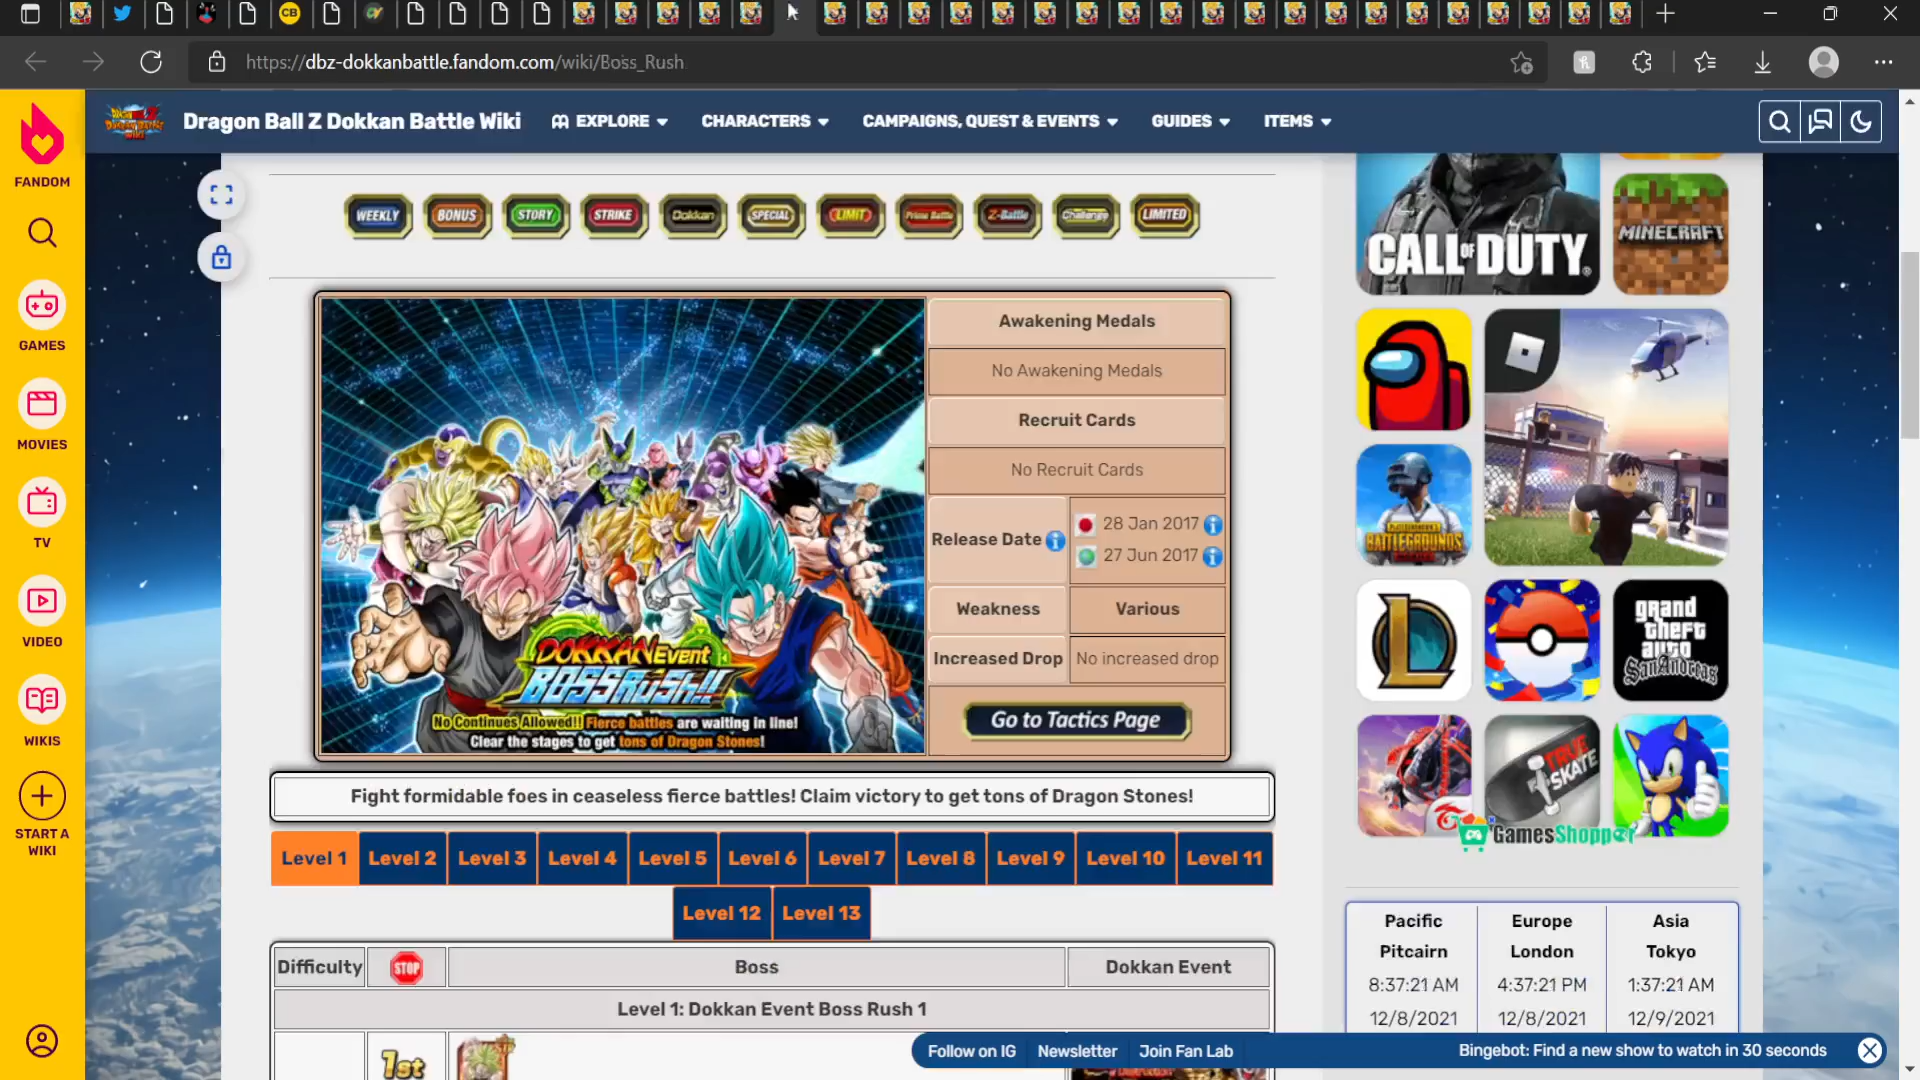 CB
https://dbz-dokkanbattle.fandom.com/wiki/Boss_Rush
FANDOM
GAMES
MOVIES
TV
VIDEO
WIKIS
START A
WIKI
Dragon Ball Z Dokkan Battle Wiki
EXPLORE
CHARACTERS
CAMPAIGNS, QUEST & EVENTS
GUIDES
ITEMS
WEEKLY
BONUS
STORY
STRIKE
Dokkan
SPECIAL
LIMIT
Prime Battle
Z-Battle
Challenge
LIMITED
DOKKAN Event
BOSS RUSH!!
No Continues Allowed!! Fierce battles are waiting in line!
Clear the stages to get tons of Dragon Stones!
Awakening Medals
No Awakening Medals
Recruit Cards
No Recruit Cards
Release Date
28 Jan 2017
27 Jun 2017
Weakness
Various
Increased Drop
No increased drop
Go to Tactics Page
Fight formidable foes in ceaseless fierce battles! Claim victory to get tons of Dragon Stones!
Level 1
Level 2
Level 3
Level 4
Level 5
Level 6
Level 7
Level 8
Level 9
Level 10
Level 11
Level 12
Level 13
Difficulty
STOP
Boss
Dokkan Event
Level 1: Dokkan Event Boss Rush 1
1st
CALL OF DUTY
MINECRAFT
BATTLEGROUNDS
grand
theft
auto
SanAndreas
TRUE
SKATE
GamesShopper
Pacific
Pitcairn
8:37:21 AM
12/8/2021
Europe
London
4:37:21 PM
12/8/2021
Asia
Tokyo
1:37:21 AM
12/9/2021
Follow on IG
Newsletter
Join Fan Lab
Bingebot: Find a new show to watch in 30 seconds